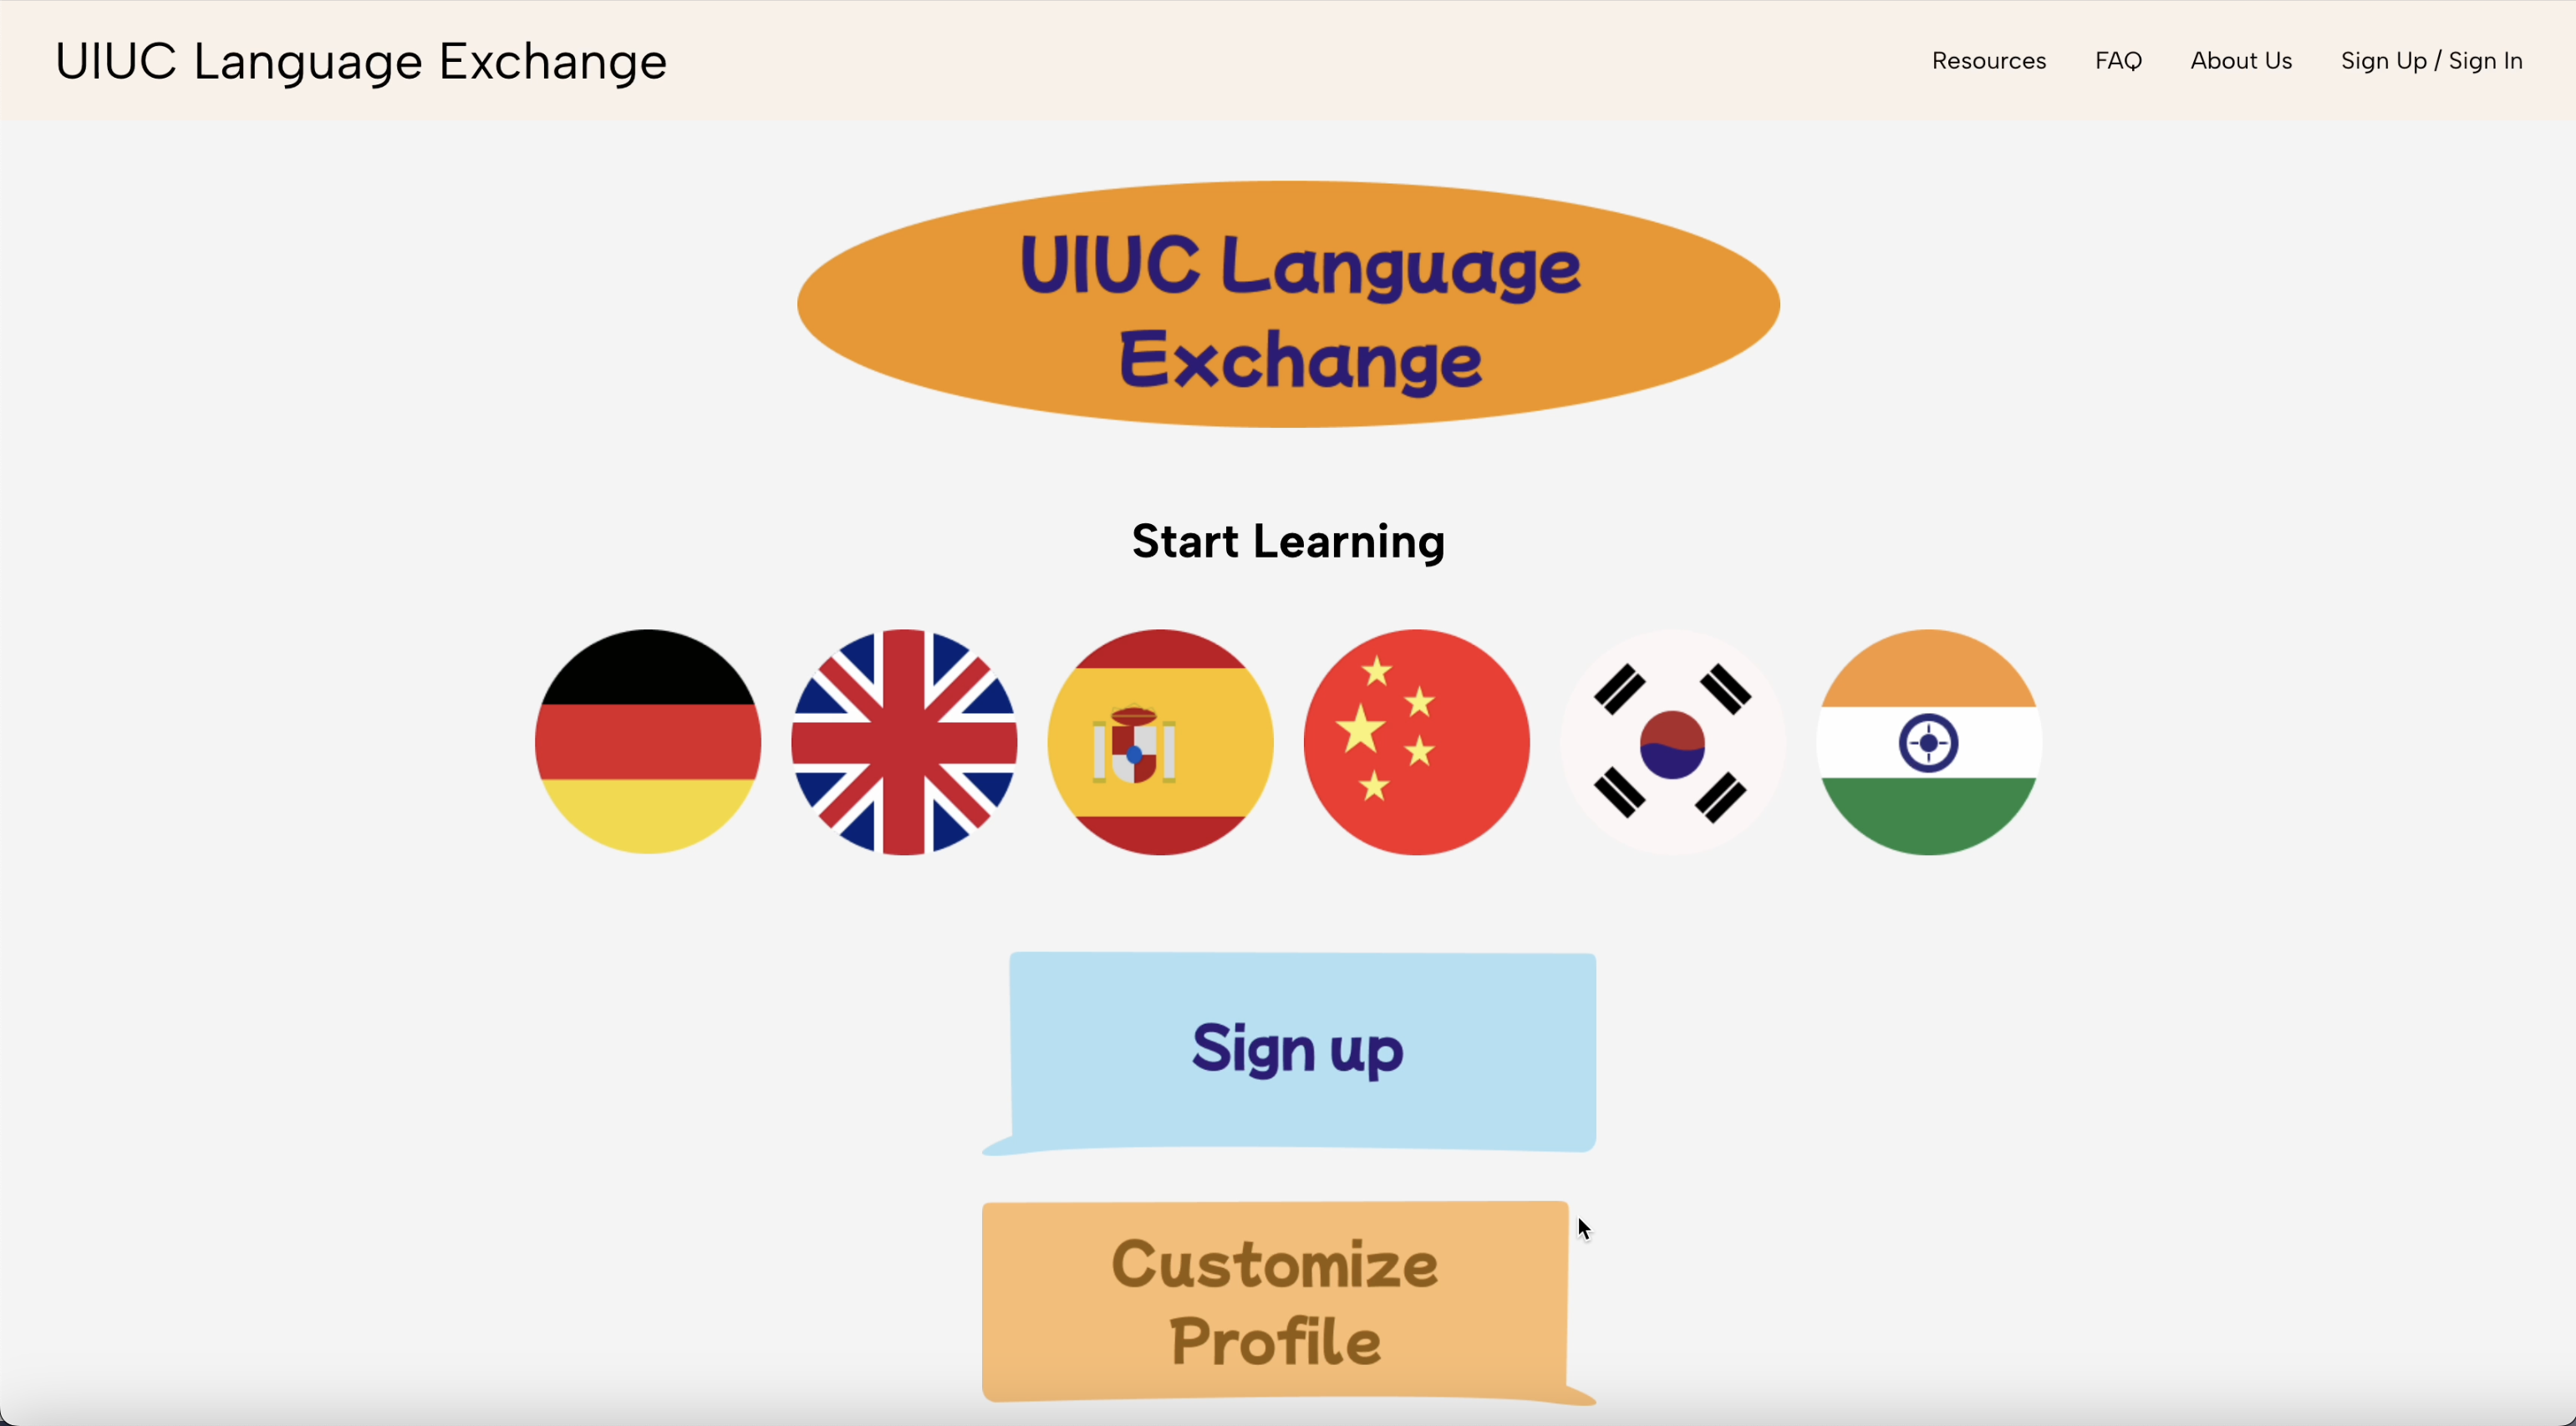 UIUC Language Exchange
Resources
FAQ
About Us
Sign Up / Sign In
UIUC Language
Exchange
Start Learning
Sign up
Customize
Profile